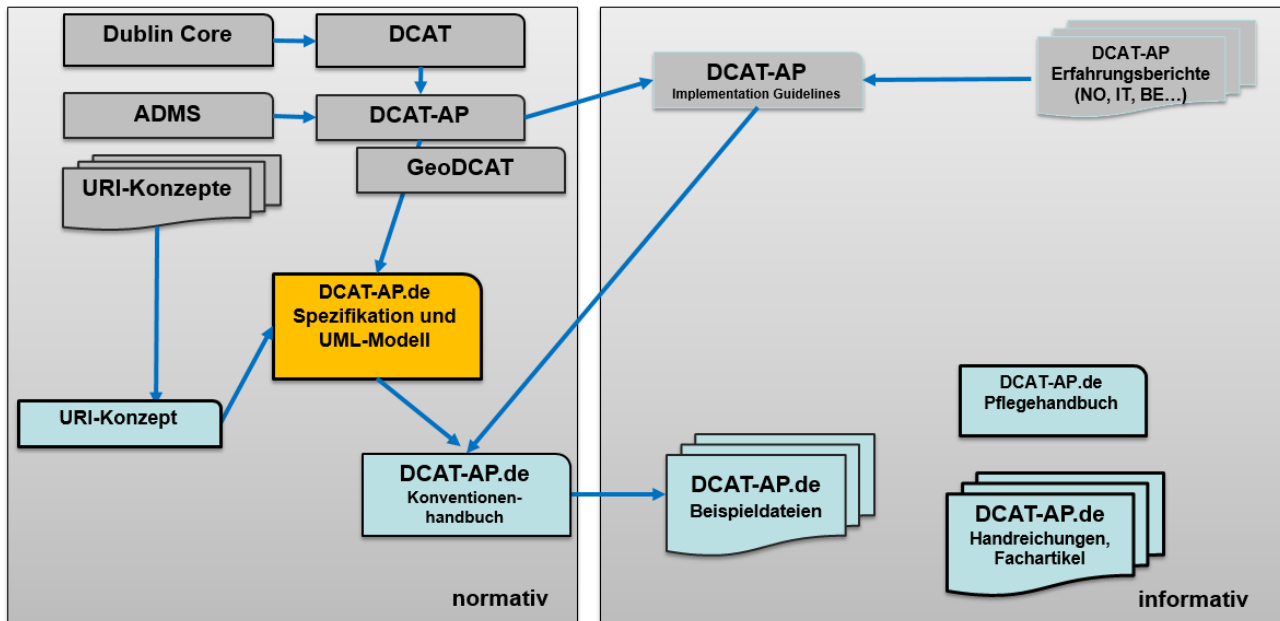 Dublin Core
DCAT
ADMS
DCAT-AP
GeoDCAT
URI-Konzepte
DCAT-AP.de
Spezifikation und
UML-Modell
URI-Konzept
DCAT-AP.de
Konventionen-
handbuch
normativ
DCAT-AP
Implementation Guidelines
DCAT-AP
Erfahrungsberichte
(NO, IT, BE…)
DCAT-AP.de
Pflegehandbuch
DCAT-AP.de
Beispieldateien
DCAT-AP.de
Handreichungen,
Fachartikel
informativ